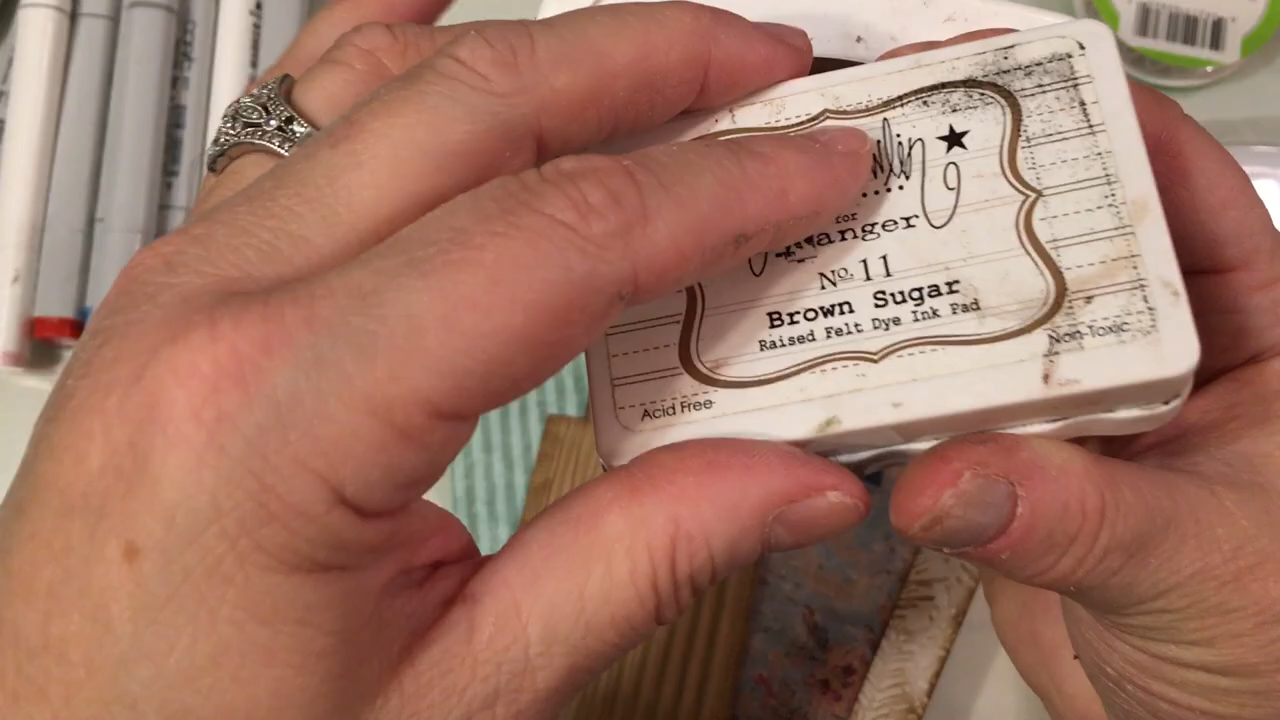 for
anger
No. 11
Brown Sugar
Raised Felt Dye Ink Pad
Non-Toxic
Acid Free